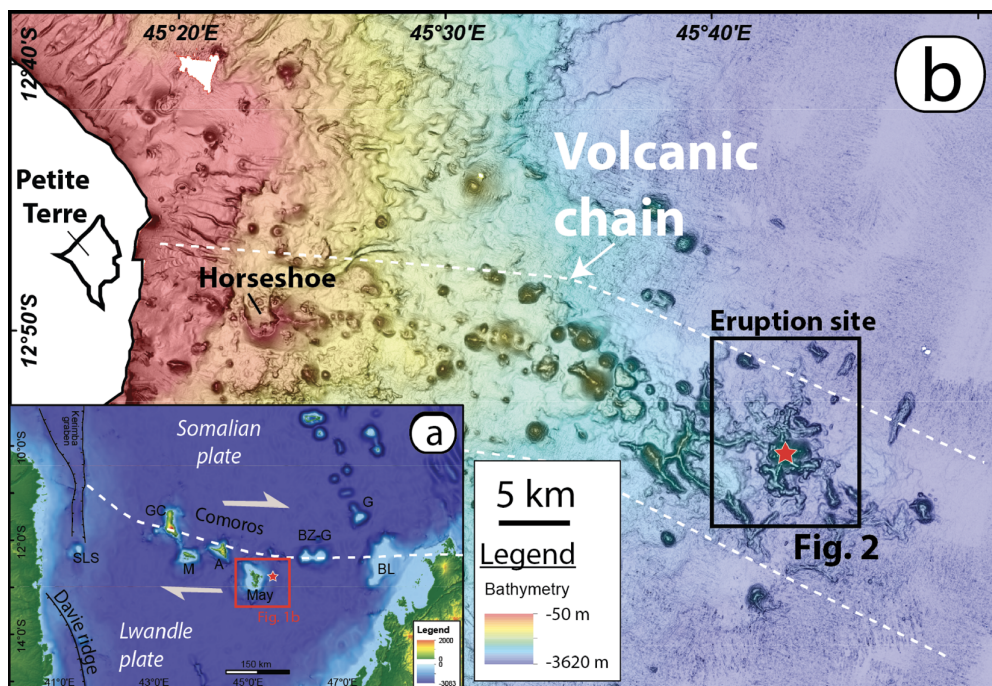 45°20'E
45°30'E
45°40'E
b
12°40'S
Volcanic
chain
Petite
Terre
Horseshoe
12°50'S
Eruption site
Fig. 2
a
Kerimba
graben
10°0'S
Somalian
plate
G
GC
Comoros
BZ-G
12°0'S
SLS
M
A
BL
May
Fig. 1b
Davie ridge
Lwandle
plate
14°0'S
Legend
2000
0
0
-3083
150 km
41°0'E
43°0'E
45°0'E
47°0'E
5 km
Legend
Bathymetry
-50 m
-3620 m